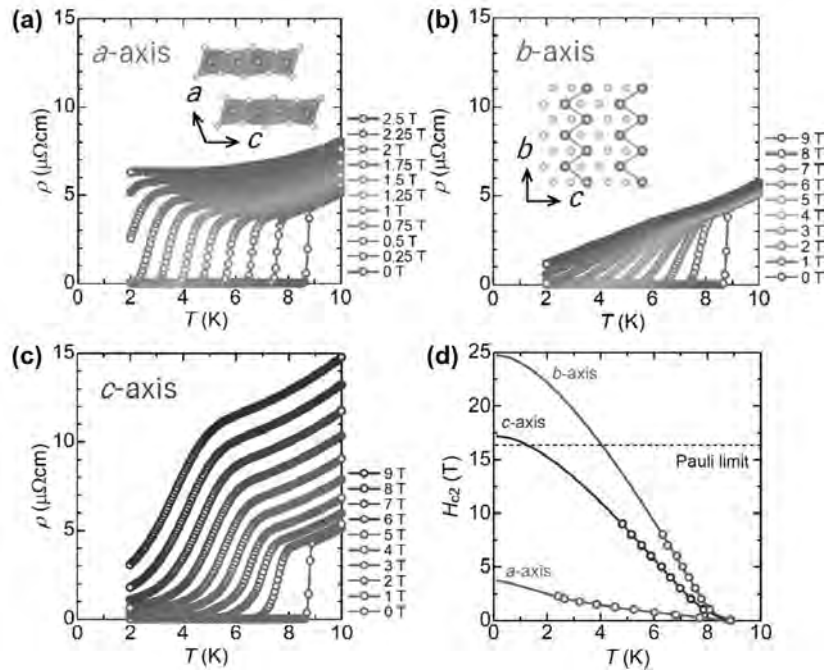 (a)
a-axis
a
c
ρ (μΩcm)
15
10
5
0
0
2
4
6
8
10
T (K)
2.5 T
2.25 T
2 T
1.75 T
1.5 T
1.25 T
1 T
0.75 T
0.5 T
0.25 T
0 T
(b)
b-axis
b
c
ρ (μΩcm)
15
10
5
0
0
2
4
6
8
10
T (K)
9 T
8 T
7 T
6 T
5 T
4 T
3 T
2 T
1 T
0 T
(c)
c-axis
ρ (μΩcm)
15
10
5
0
0
2
4
6
8
10
T (K)
9 T
8 T
7 T
6 T
5 T
4 T
3 T
2 T
1 T
0 T
(d)
b-axis
c-axis
Pauli limit
a-axis
Hc2 (T)
25
20
15
10
5
0
0
2
4
6
8
10
T (K)